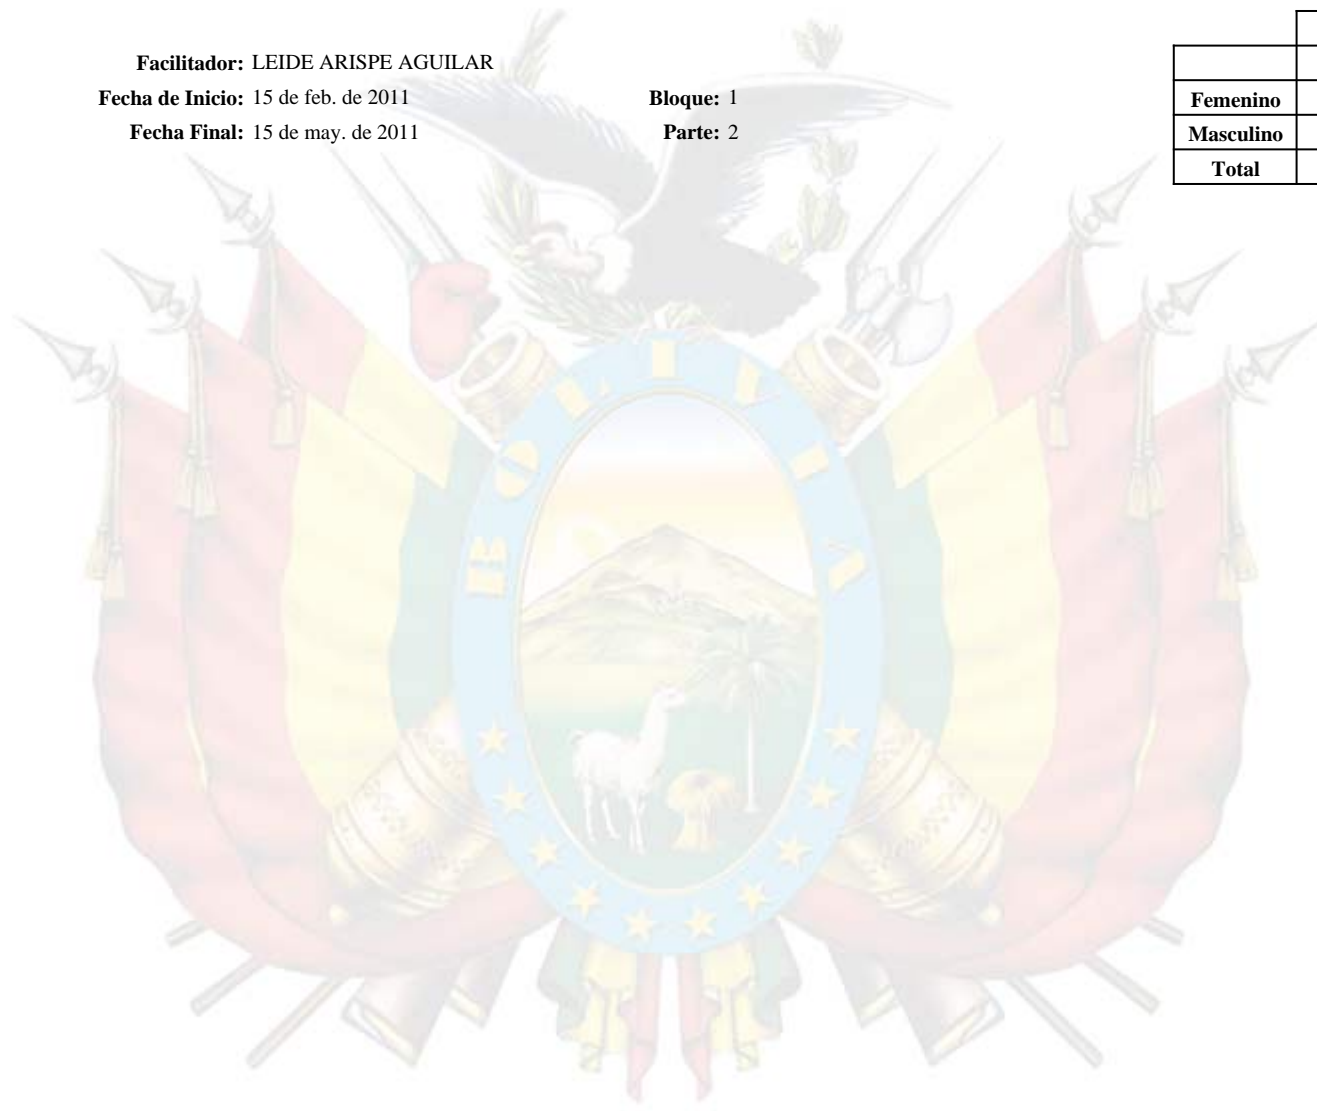 Facilitador: LEIDE ARISPE AGUILAR
Fecha de Inicio: 15 de feb. de 2011 Bloque: 1
Fecha Final: 15 de may. de 2011 Parte: 2
Femenino
Masculino
Total
BOLIVIA